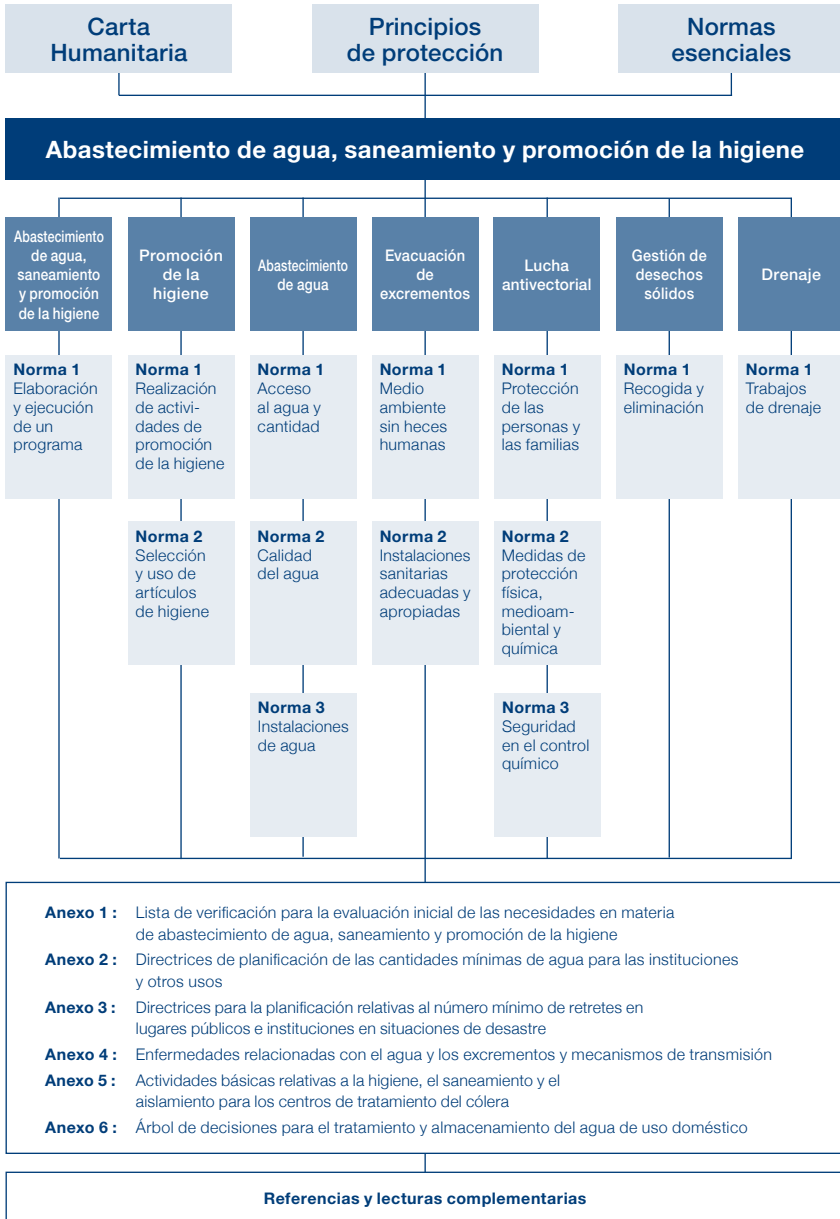 Carta
Humanitaria
Principios
de protección
Normas
esenciales
Abastecimiento de agua, saneamiento y promoción de la higiene
Abastecimiento
de agua,
saneamiento
y promoción
de la higiene
Promoción
de la
higiene
Abastecimiento
de agua
Evacuación
de
excrementos
Lucha
antivectorial
Gestión de
desechos
sólidos
Drenaje
Norma 1
Elaboración
y ejecución
de un
programa
Norma 1
Realización
de activi-
dades de
promoción
de la higiene
Norma 1
Acceso
al agua y
cantidad
Norma 1
Medio
ambiente
sin heces
humanas
Norma 1
Protección
de las
personas y
las familias
Norma 1
Recogida y
eliminación
Norma 1
Trabajos
de drenaje
Norma 2
Selección
y uso de
artículos
de higiene
Norma 2
Calidad
del agua
Norma 2
Instalaciones
sanitarias
adecuadas y
apropiadas
Norma 2
Medidas de
protección
física,
medioam-
biental y
química
Norma 3
Instalaciones
de agua
Norma 3
Seguridad
en el control
químico
Anexo 1 : Lista de verificación para la evaluación inicial de las necesidades en materia
de abastecimiento de agua, saneamiento y promoción de la higiene
Anexo 2 : Directrices de planificación de las cantidades mínimas de agua para las instituciones
y otros usos
Anexo 3 : Directrices para la planificación relativas al número mínimo de retretes en
lugares públicos e instituciones en situaciones de desastre
Anexo 4 : Enfermedades relacionadas con el agua y los excrementos y mecanismos de transmisión
Anexo 5 : Actividades básicas relativas a la higiene, el saneamiento y el
aislamiento para los centros de tratamiento del cólera
Anexo 6 : Árbol de decisiones para el tratamiento y almacenamiento del agua de uso doméstico
Referencias y lecturas complementarias